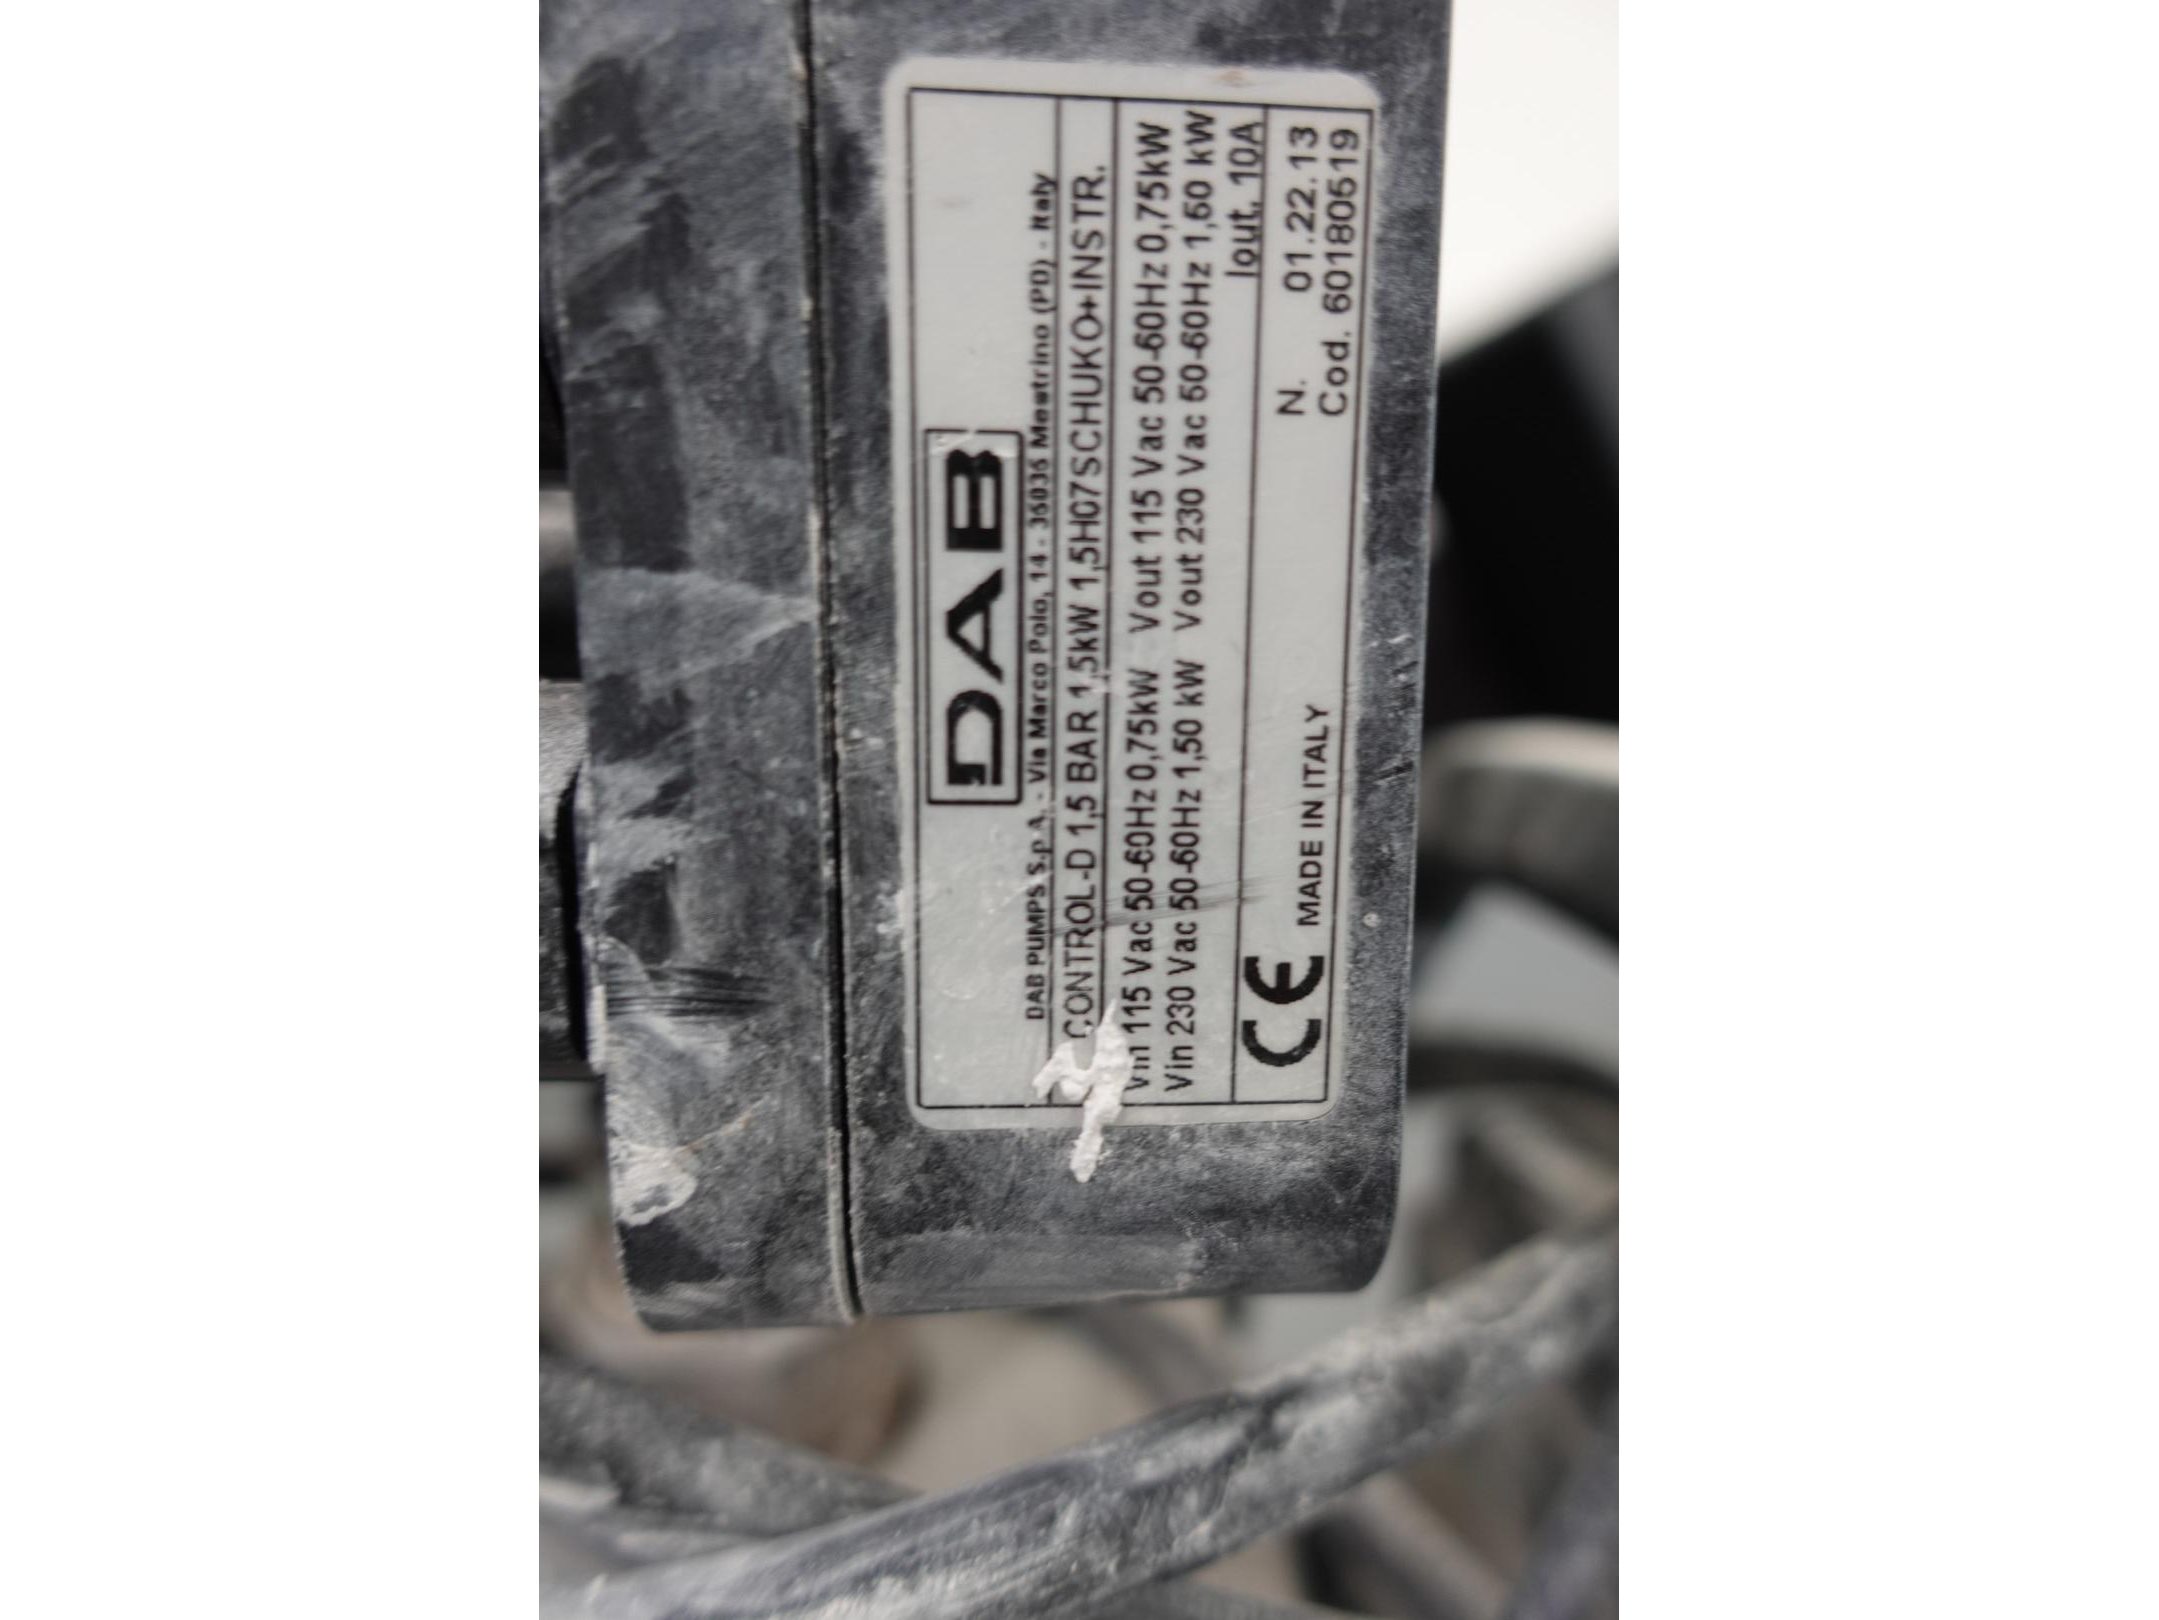 DAB
DAB PUMPS S.p.A. - Via Marco Polo, 14 - 35035 Mestrino (PD) - Italy
CONTROL-D 1,5 BAR 1,5kW 1,5H07SCHUKO+INSTR.
Vin 115 Vac 50-60Hz 0,75kW Vout 115 Vac 50-60Hz 0,75kW
Vin 230 Vac 50-60Hz 1,50 kW Vout 230 Vac 50-60Hz 1,50 kW
Iout. 10A
CE MADE IN ITALY N. 01.22.13
Cod. 60180519